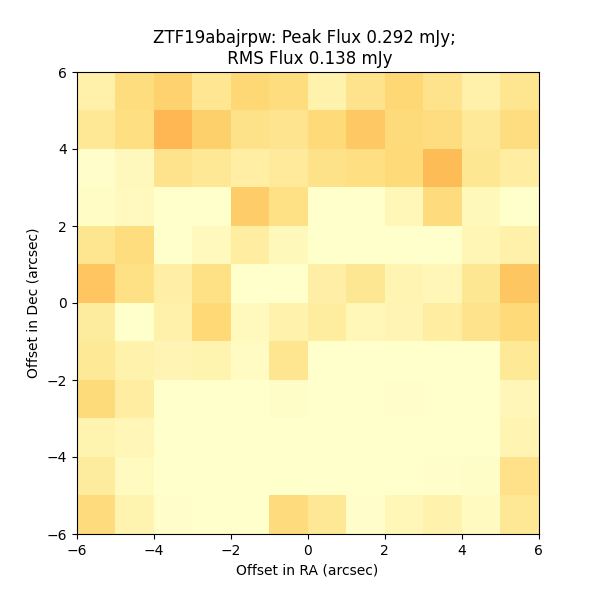 ZTF19abajrpw: Peak Flux 0.292 mJy;
RMS Flux 0.138 mJy
6
4
2
0
−2
−4
−6
Offset in Dec (arcsec)
−6 −4 −2 0 2 4 6
Offset in RA (arcsec)